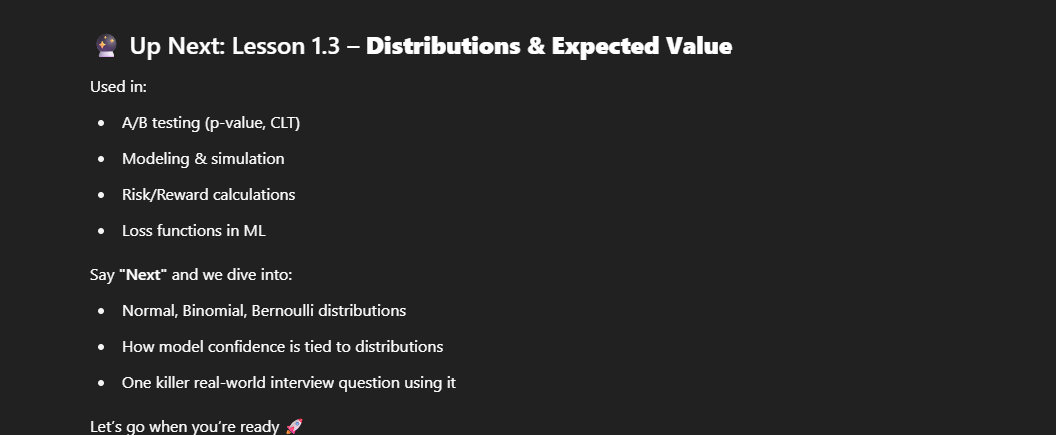 🔮 Up Next: Lesson 1.3 – Distributions & Expected Value
Used in:
• A/B testing (p-value, CLT)
• Modeling & simulation
• Risk/Reward calculations
• Loss functions in ML
Say "Next" and we dive into:
• Normal, Binomial, Bernoulli distributions
• How model confidence is tied to distributions
• One killer real-world interview question using it
Let's go when you're ready 🚀